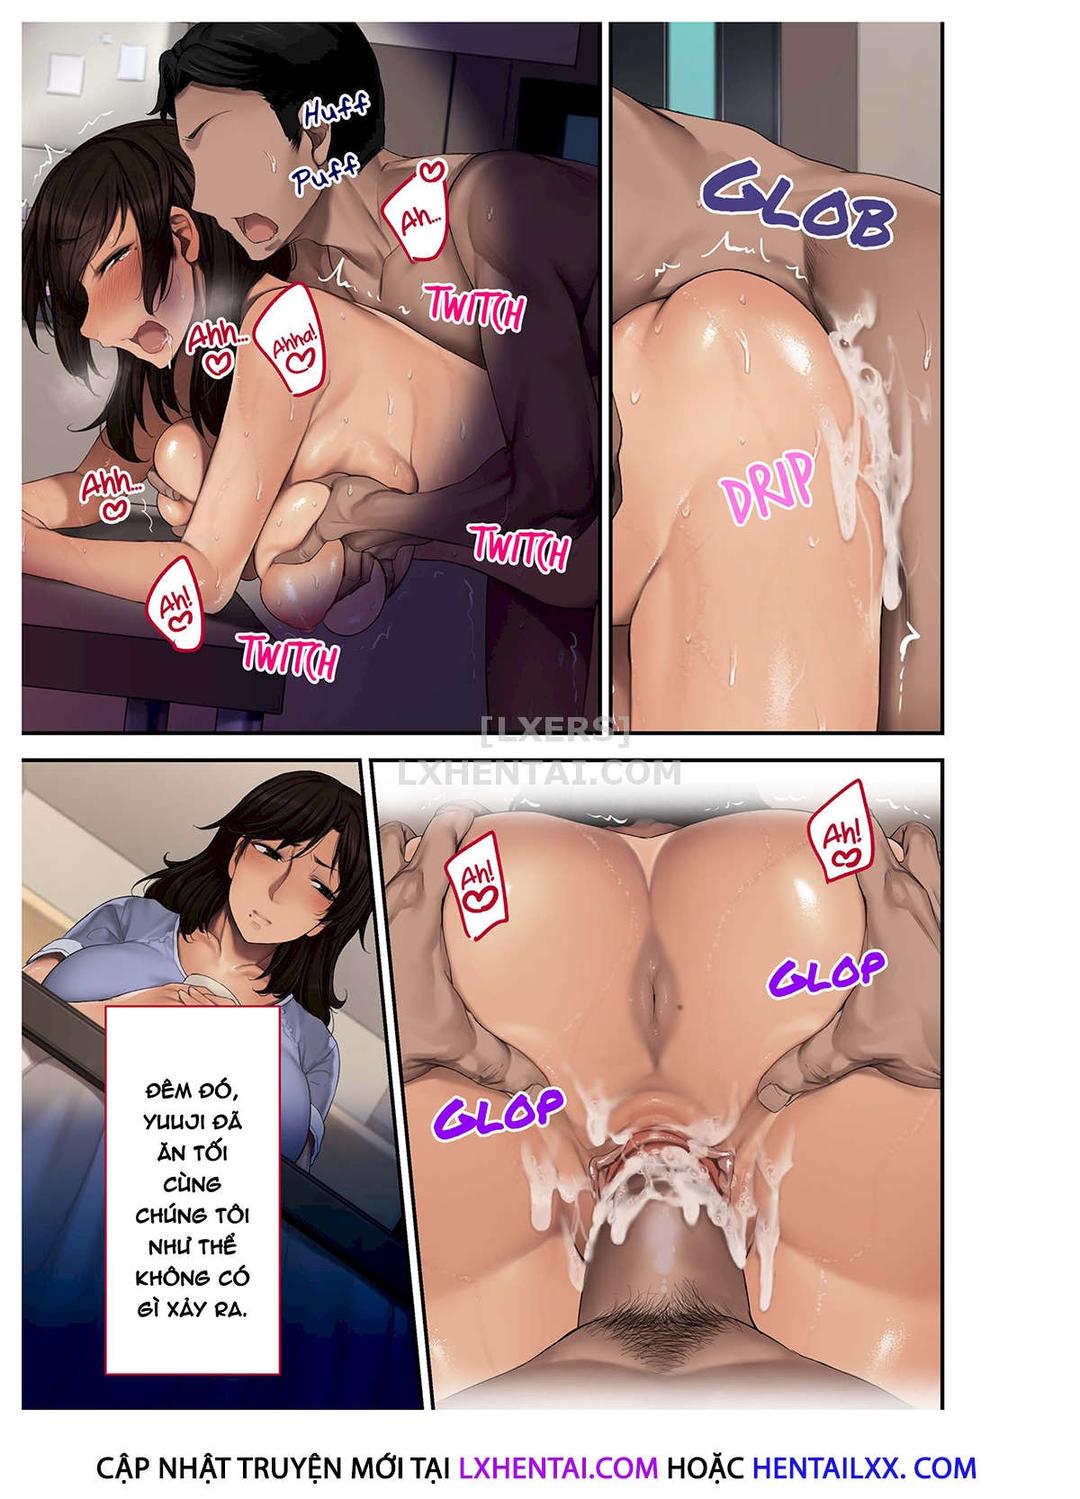 Huff
Puff
Ah...
TWITCH
Ahh...
Ahha!
Ahh...
TWITCH
Ah!
TWITCH
GLOB
DRIP
[LXERS]
LXHENTAI.COM
ĐÊM ĐÓ,
YUUJI ĐÃ
ĂN TỐI
CÙNG
CHÚNG TÔI
NHƯ THỂ
KHÔNG CÓ
GÌ XẢY RA.
Ah!
Ah!
GLOP
GLOP
CẬP NHẬT TRUYỆN MỚI TẠI LXHENTAI.COM HOẶC HENTAILXX. COM